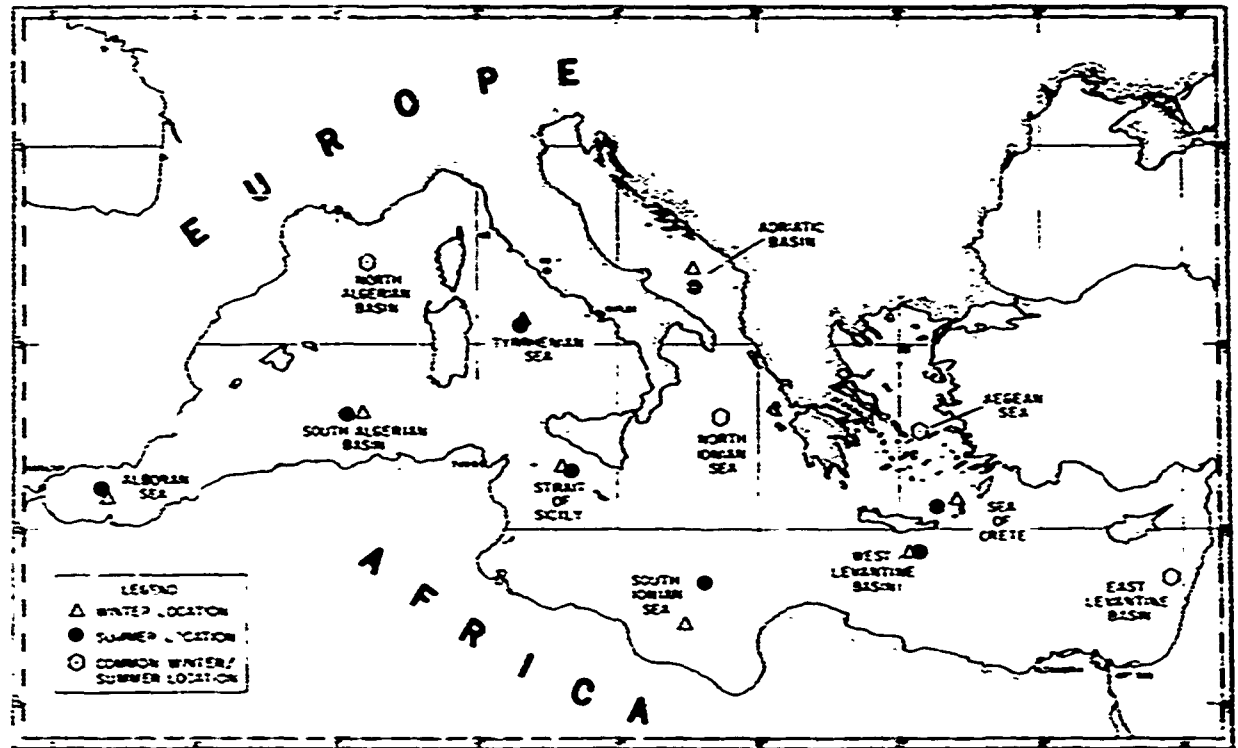 EUROPE
ADRIATIC
BASIN
NORTH
ALGERIAN
BASIN
TYRRHENIAN
SEA
AEGEAN
SEA
SOUTH ALGERIAN
BASIN
NORTH
IONIAN
SEA
ALBORAN
SEA
STRAIT
OF
SICILY
SEA
OF
CRETE
WEST
LEVANTINE
BASIN
SOUTH
IONIAN
SEA
EAST
LEVANTINE
BASIN
AFRICA
LEGEND
WINTER LOCATION
SUMMER LOCATION
COMMON WINTER/
SUMMER LOCATION